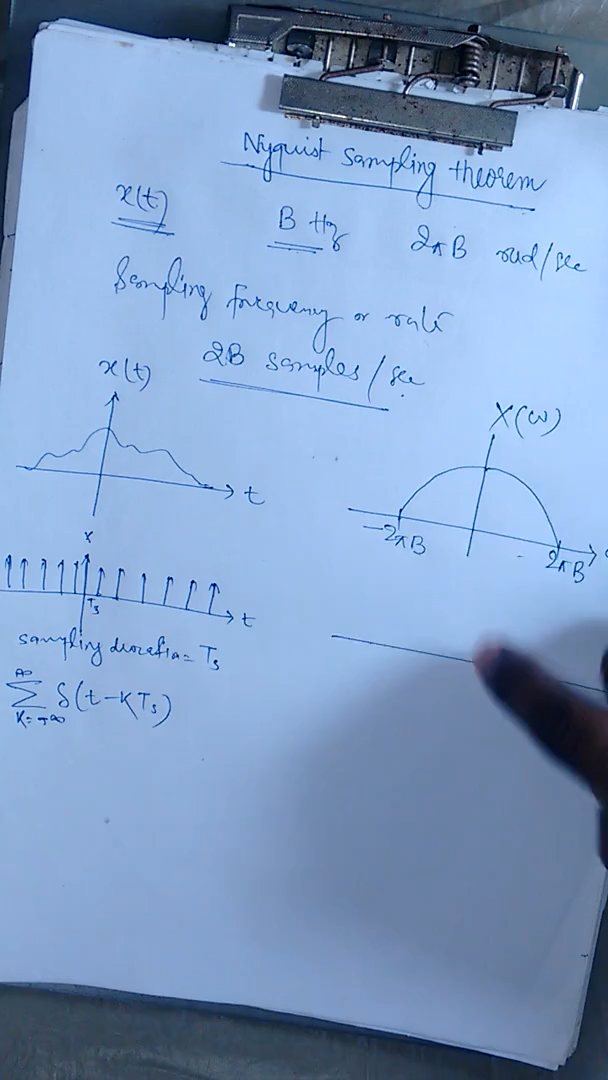 Nyquist Sampling theorem
x(t) B Hz 2πB rad/sec
Sampling frequency or rate
2B samples/sec
x(t)
t
X(ω)
-2πB 2πB
x
Ts
t
sampling duration = Ts
∞
∑ δ(t-KTs)
K=-∞